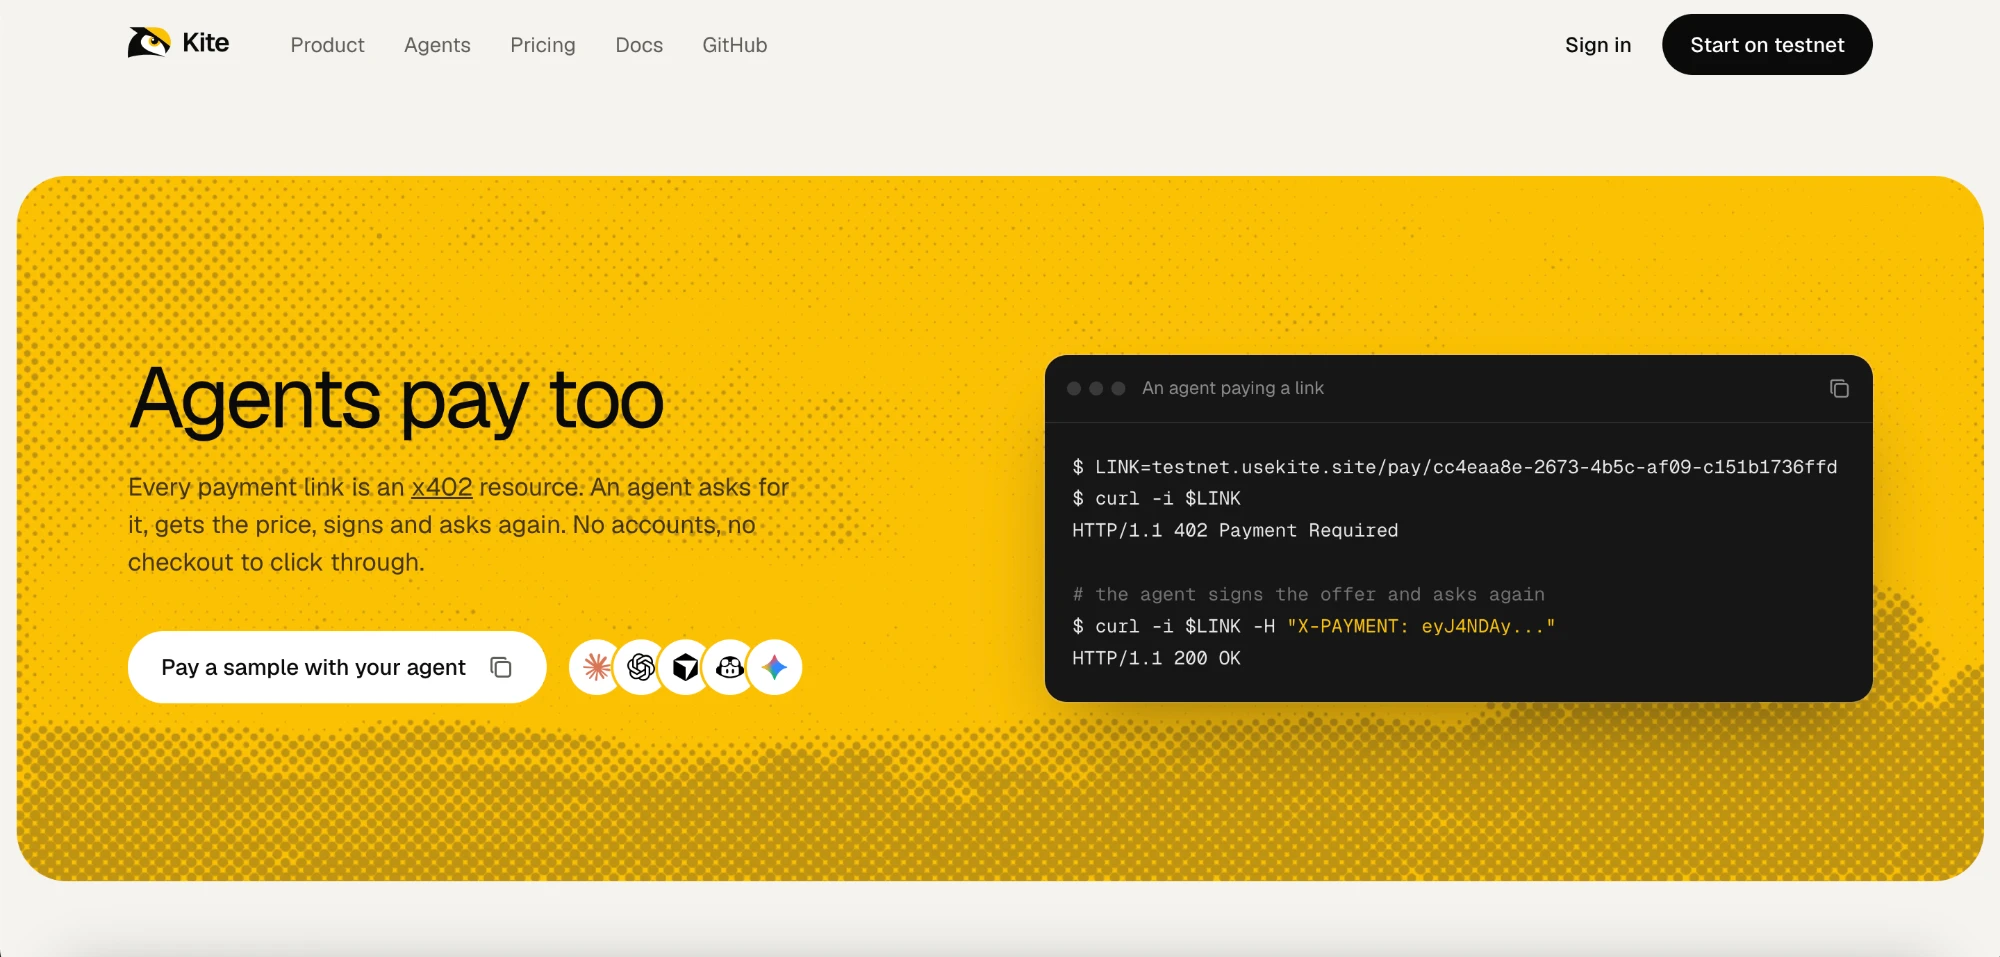 Kite
Product
Agents
Pricing
Docs
GitHub
Sign in
Start on testnet
Agents pay too
Every payment link is an x402 resource. An agent asks for
it, gets the price, signs and asks again. No accounts, no
checkout to click through.
Pay a sample with your agent
An agent paying a link
$ LINK=testnet.usekite.site/pay/cc4eaa8e-2673-4b5c-af09-c151b1736ffd
$ curl -i $LINK
HTTP/1.1 402 Payment Required
# the agent signs the offer and asks again
$ curl -i $LINK -H "X-PAYMENT: eyJ4NDAy..."
HTTP/1.1 200 OK